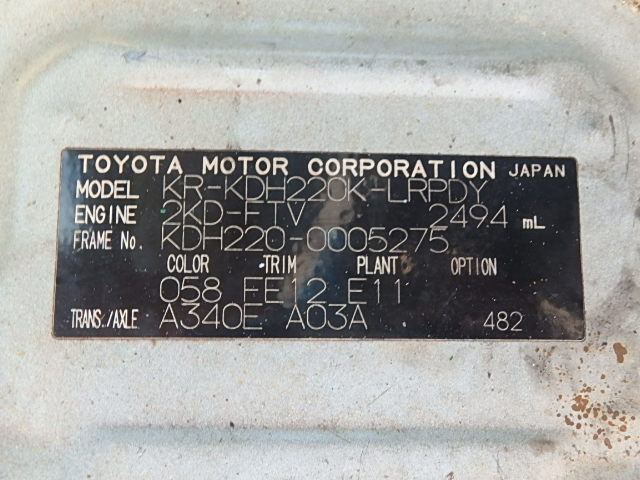 TOYOTA MOTOR CORPORATION JAPAN
MODEL KR-KDH220K-LRPDY
ENGINE 2KD-FTV 2494 mL
FRAME No. KDH220-0005275
COLOR TRIM PLANT OPTION
058 FE12 E11
TRANS./AXLE A340E A03A 482